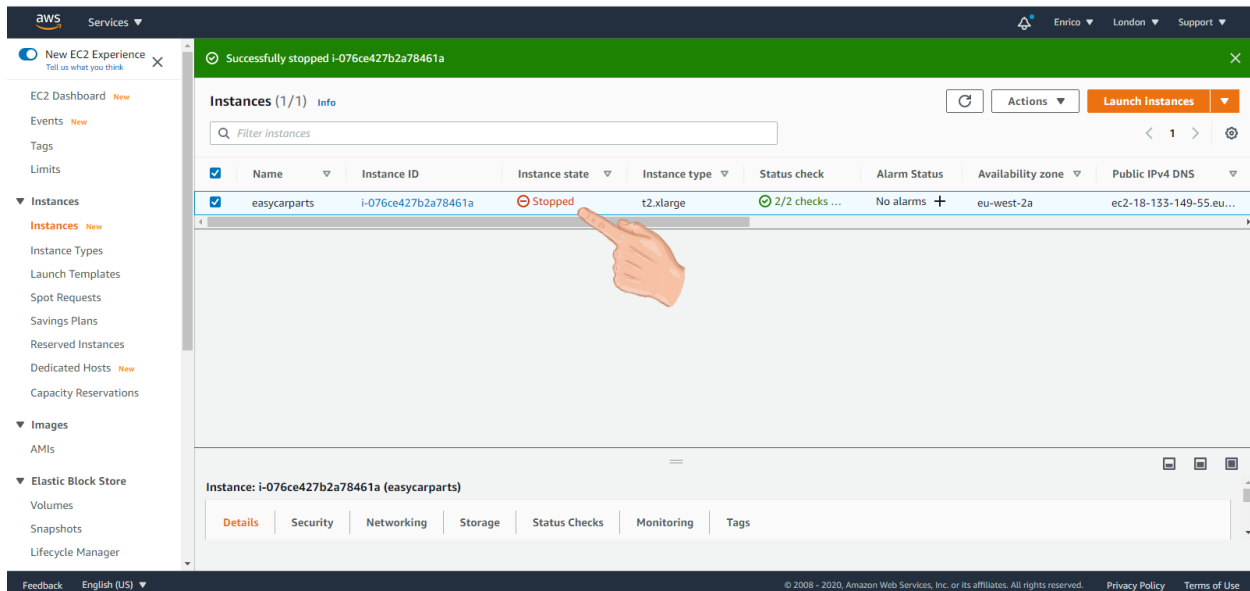 aws Services Enrico London Support
New EC2 Experience
Tell us what you think
EC2 Dashboard New
Events New
Tags
Limits
Instances
Instances New
Instance Types
Launch Templates
Spot Requests
Savings Plans
Reserved Instances
Dedicated Hosts New
Capacity Reservations
Images
AMIs
Elastic Block Store
Volumes
Snapshots
Lifecycle Manager
Successfully stopped i-076ce427b2a78461a
Instances (1/1) Info Actions Launch instances
Filter instances 1
Name Instance ID Instance state Instance type Status check Alarm Status Availability zone Public IPv4 DNS
easycarparts i-076ce427b2a78461a Stopped t2.xlarge 2/2 checks ... No alarms + eu-west-2a ec2-18-133-149-55.eu...
Instance: i-076ce427b2a78461a (easycarparts)
Details Security Networking Storage Status Checks Monitoring Tags
Feedback English (US) © 2008 - 2020, Amazon Web Services, Inc. or its affiliates. All rights reserved. Privacy Policy Terms of Use